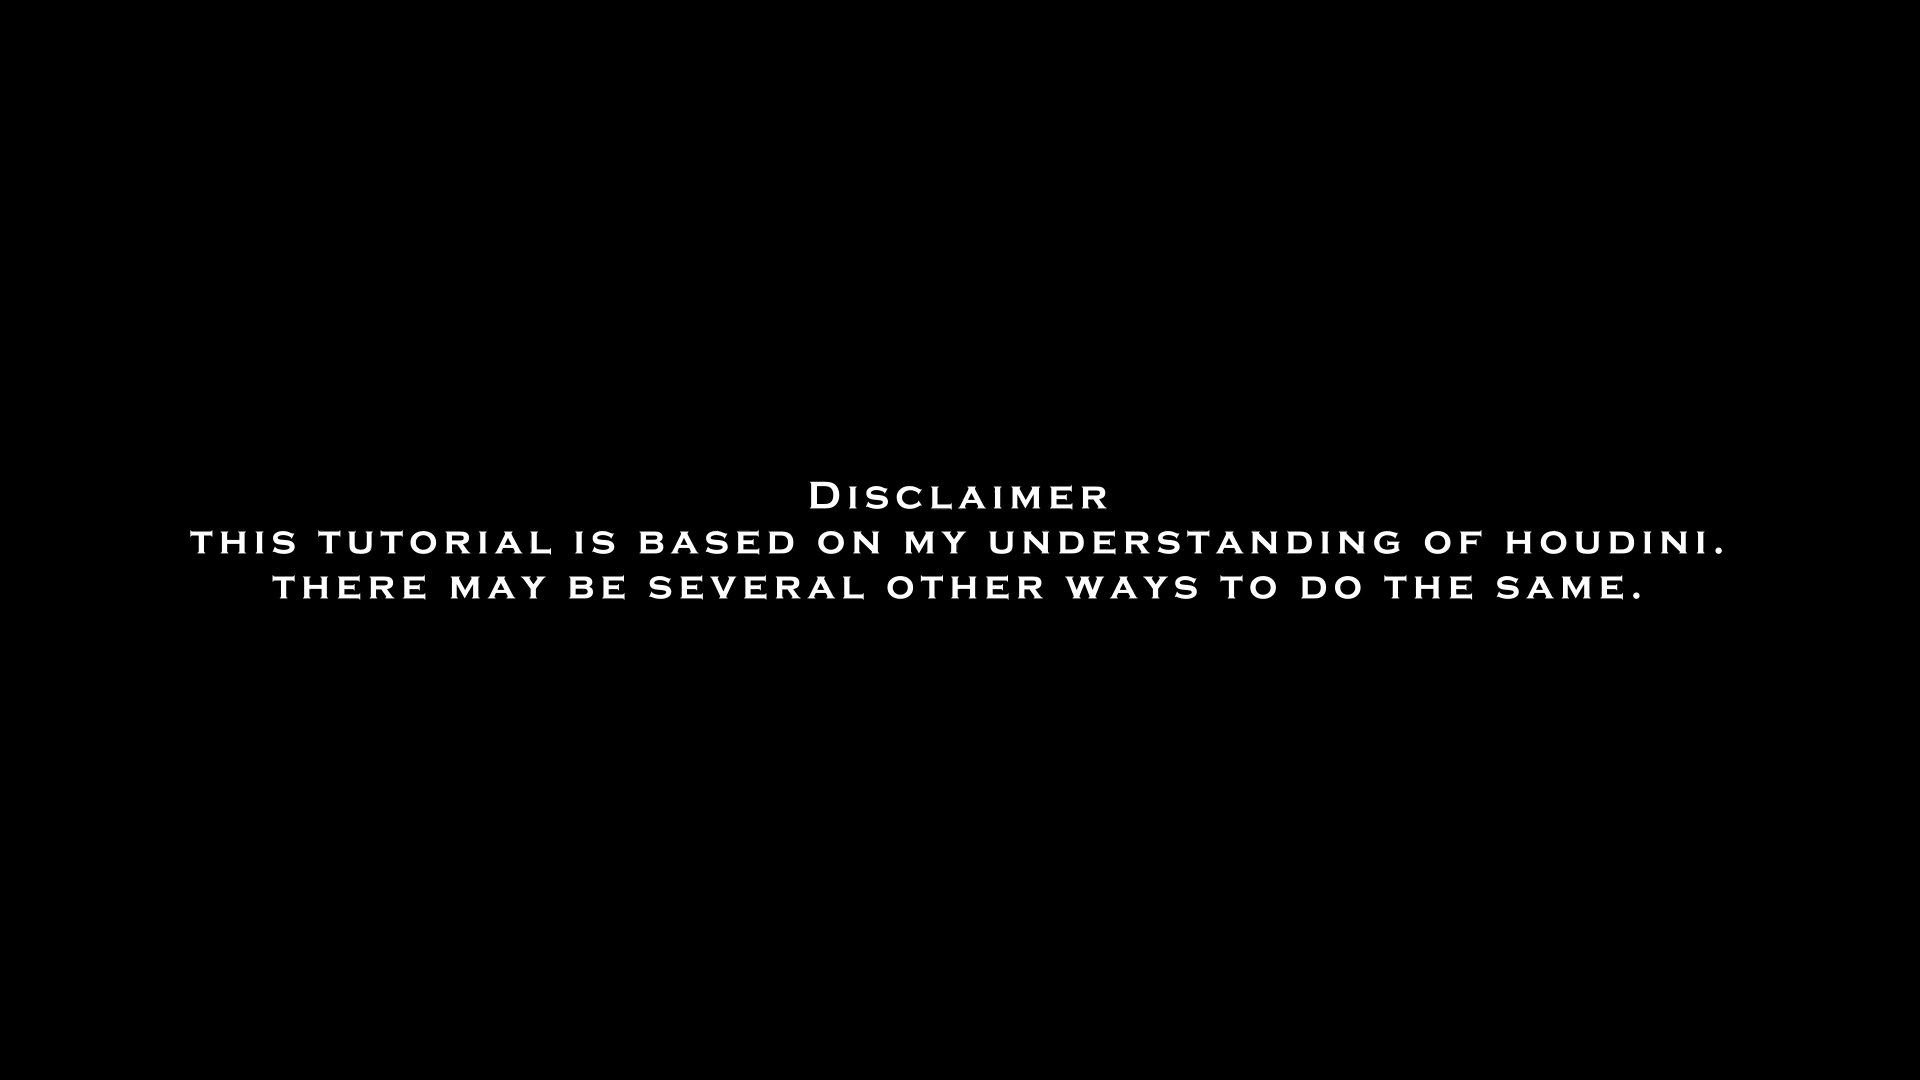 Disclaimer
this tutorial is based on my understanding of houdini.
there may be several other ways to do the same.